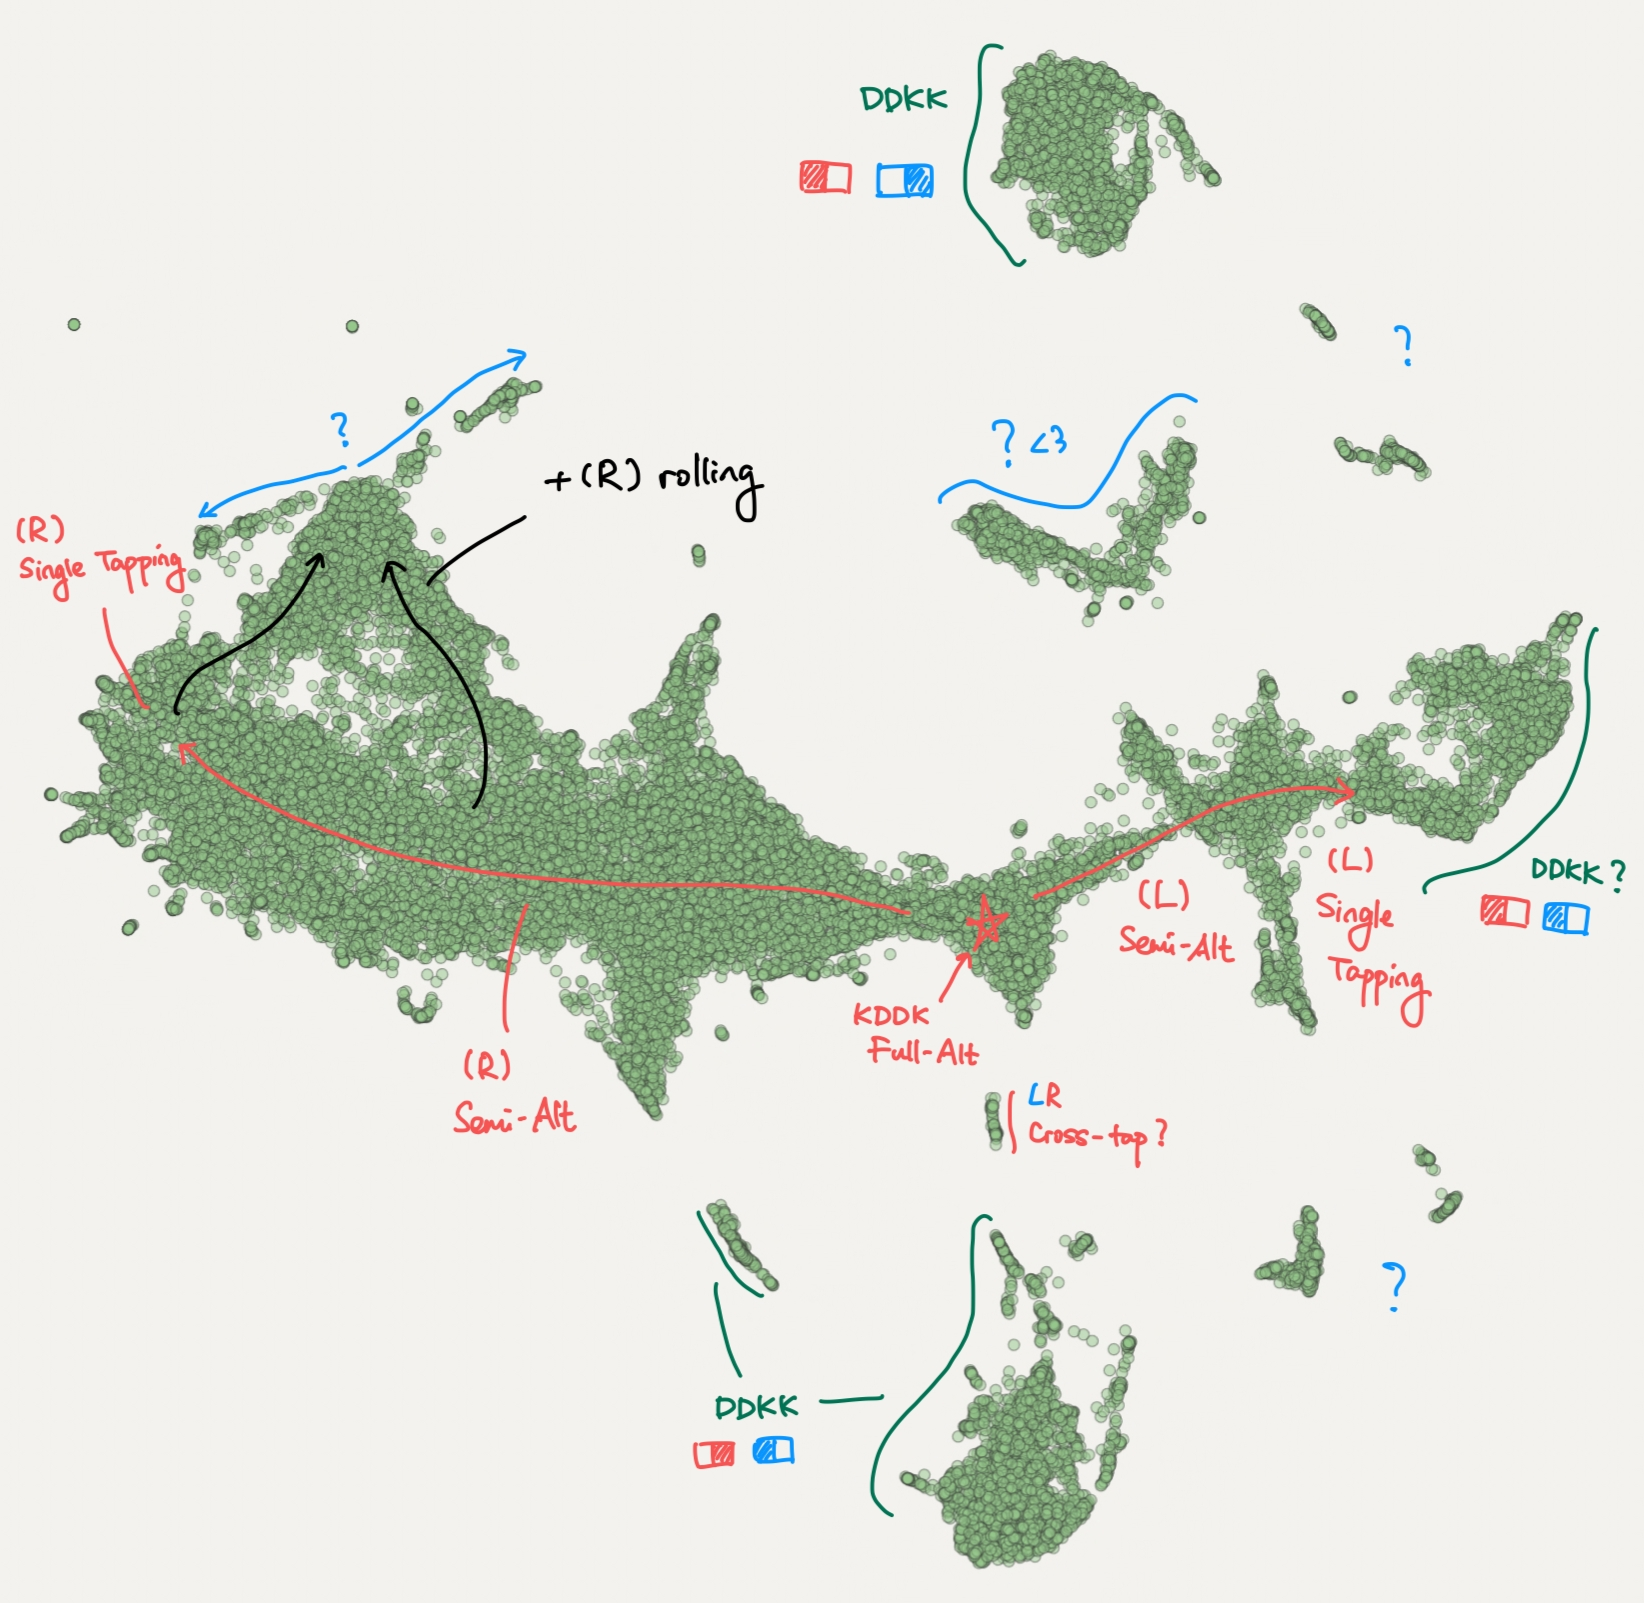 DDKK
?
?
? <3
+ (R) rolling
(R)
Single Tapping
(L)
Semi-Alt
(L)
Single
Tapping
DDKK?
KDDK
Full-Alt
(R)
Semi-Alt
LR
Cross-tap?
?
DDKK